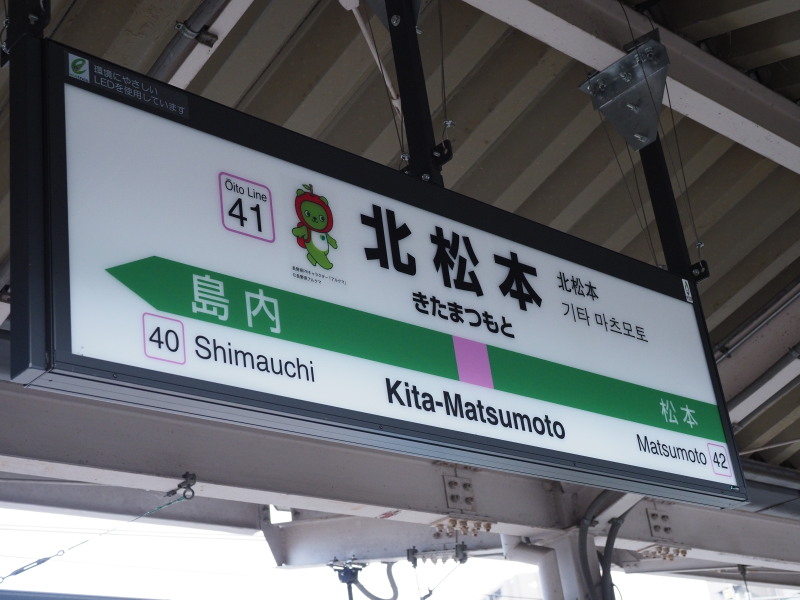 環境にやさしい
LEDを使用しています
Ōito Line
41
北松本
きたまつもと
北松本
기타 마츠모토
島内
40 Shimauchi
Kita-Matsumoto
松本
Matsumoto 42